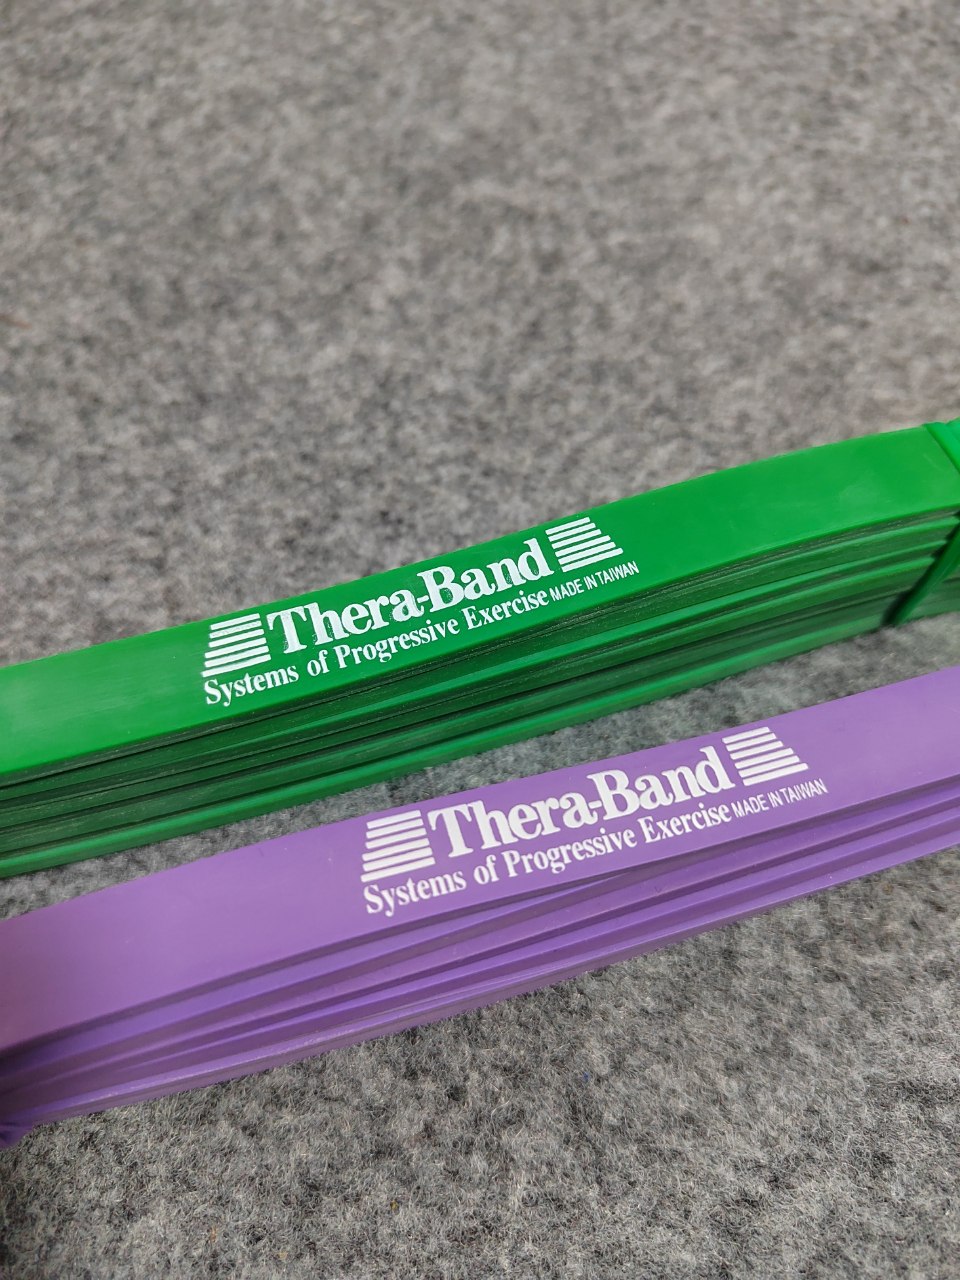 Thera-Band
Systems of Progressive Exercise MADE IN TAIWAN
Thera-Band
Systems of Progressive Exercise MADE IN TAIWAN